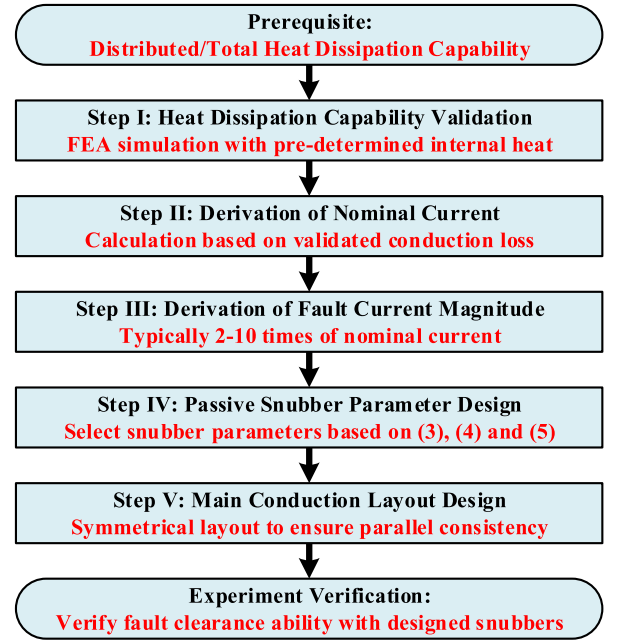 Prerequisite:
Distributed/Total Heat Dissipation Capability
Step I: Heat Dissipation Capability Validation
FEA simulation with pre-determined internal heat
Step II: Derivation of Nominal Current
Calculation based on validated conduction loss
Step III: Derivation of Fault Current Magnitude
Typically 2-10 times of nominal current
Step IV: Passive Snubber Parameter Design
Select snubber parameters based on (3), (4) and (5)
Step V: Main Conduction Layout Design
Symmetrical layout to ensure parallel consistency
Experiment Verification:
Verify fault clearance ability with designed snubbers